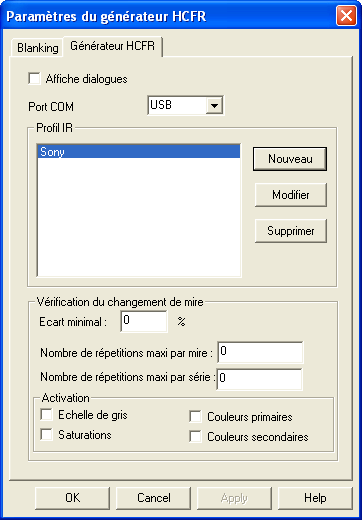 Paramètres du générateur HCFR
Blanking Générateur HCFR
Affiche dialogues
Port COM USB
Profil IR
Sony
Nouveau
Modifier
Supprimer
Vérification du changement de mire
Ecart minimal : 0 %
Nombre de répetitions maxi par mire : 0
Nombre de répetitions maxi par série : 0
Activation
Echelle de gris Couleurs primaires
Saturations Couleurs secondaires
OK Cancel Apply Help